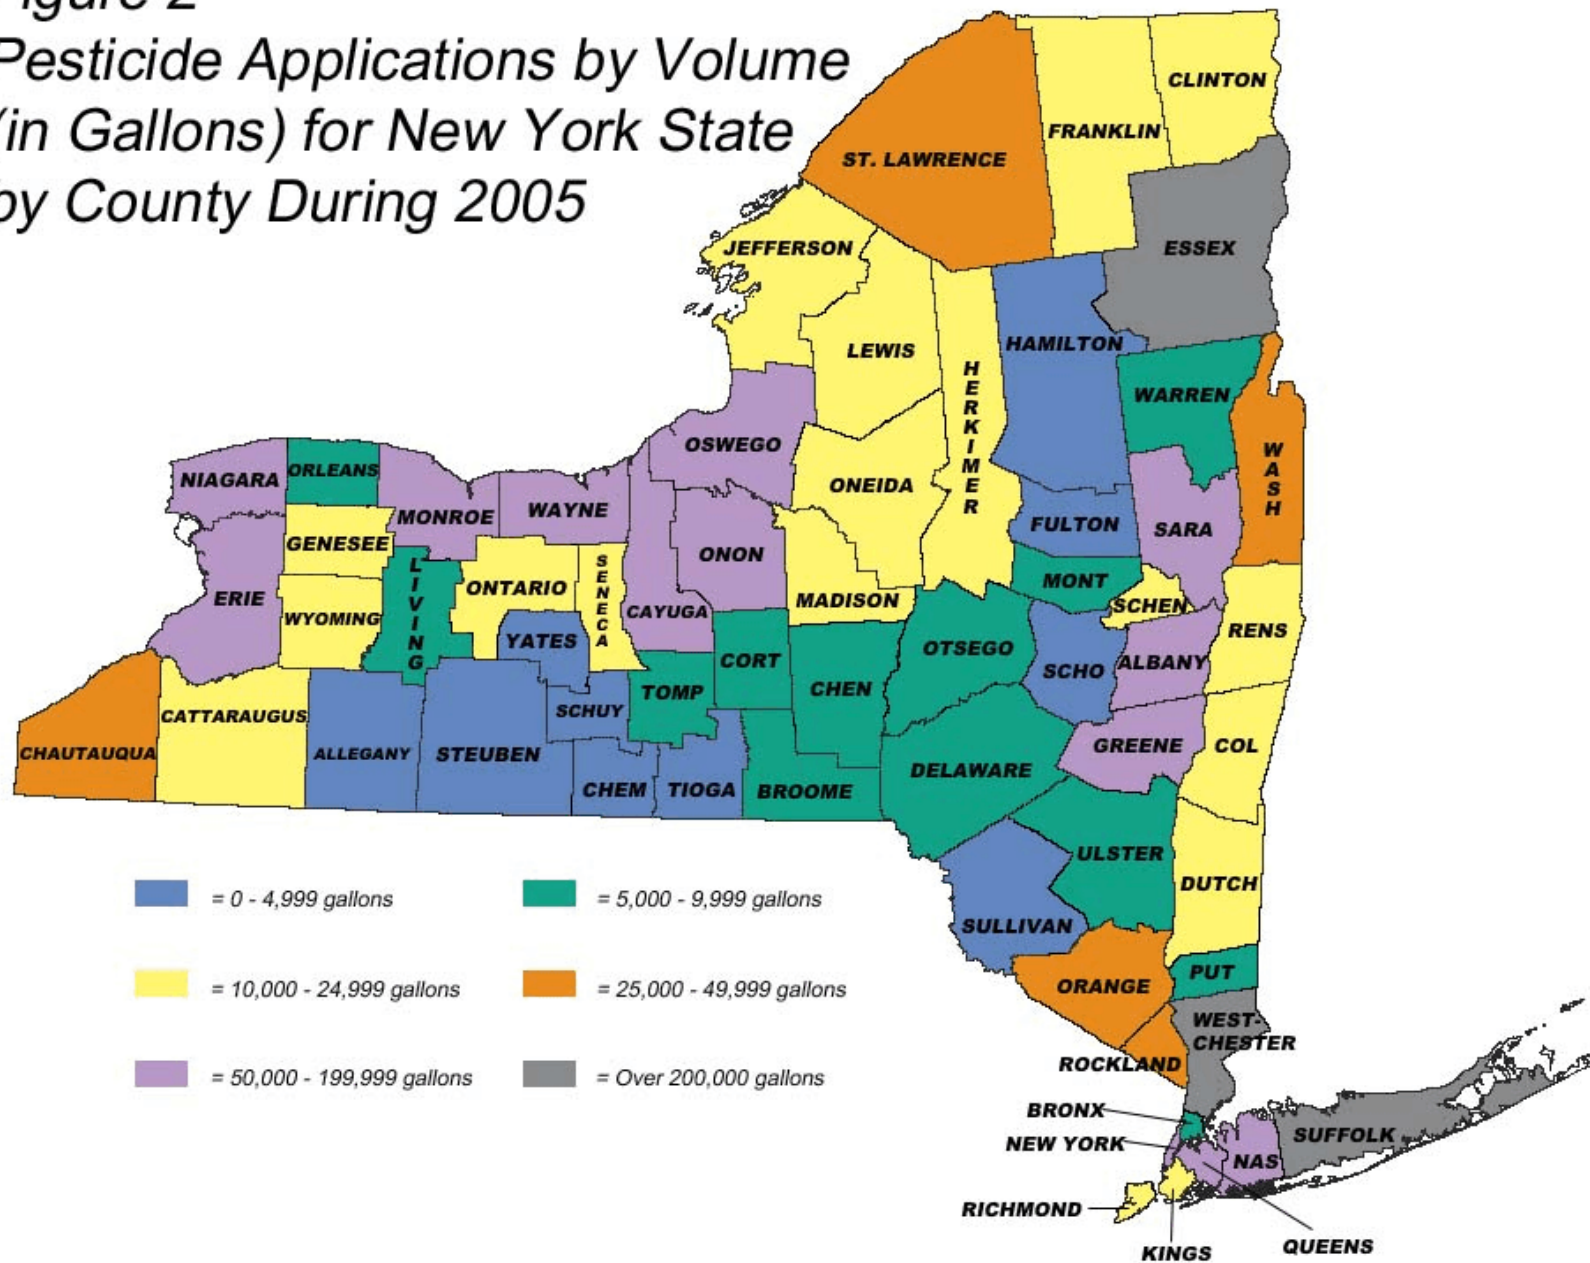 Figure 2
Pesticide Applications by Volume
(in Gallons) for New York State
by County During 2005
CLINTON
FRANKLIN
ST. LAWRENCE
ESSEX
JEFFERSON
LEWIS
HAMILTON
HERKIMER
WARREN
WASH
OSWEGO
NIAGARA
ORLEANS
ONEIDA
MONROE
WAYNE
FULTON
SARA
GENESEE
ONON
LIVING
ONTARIO
SENECA
MONT
ERIE
WYOMING
CAYUGA
MADISON
SCHEN
RENS
YATES
CORT
OTSEGO
SCHO
ALBANY
TOMP
CHEN
CATTARAUGUS
SCHUY
CHAUTAUQUA
ALLEGANY
STEUBEN
GREENE
COL
CHEM
TIOGA
BROOME
DELAWARE
ULSTER
DUTCH
= 0 - 4,999 gallons
= 5,000 - 9,999 gallons
SULLIVAN
= 10,000 - 24,999 gallons
= 25,000 - 49,999 gallons
ORANGE
PUT
WEST-
CHESTER
ROCKLAND
= 50,000 - 199,999 gallons
= Over 200,000 gallons
BRONX
NEW YORK
SUFFOLK
NAS
RICHMOND
KINGS
QUEENS